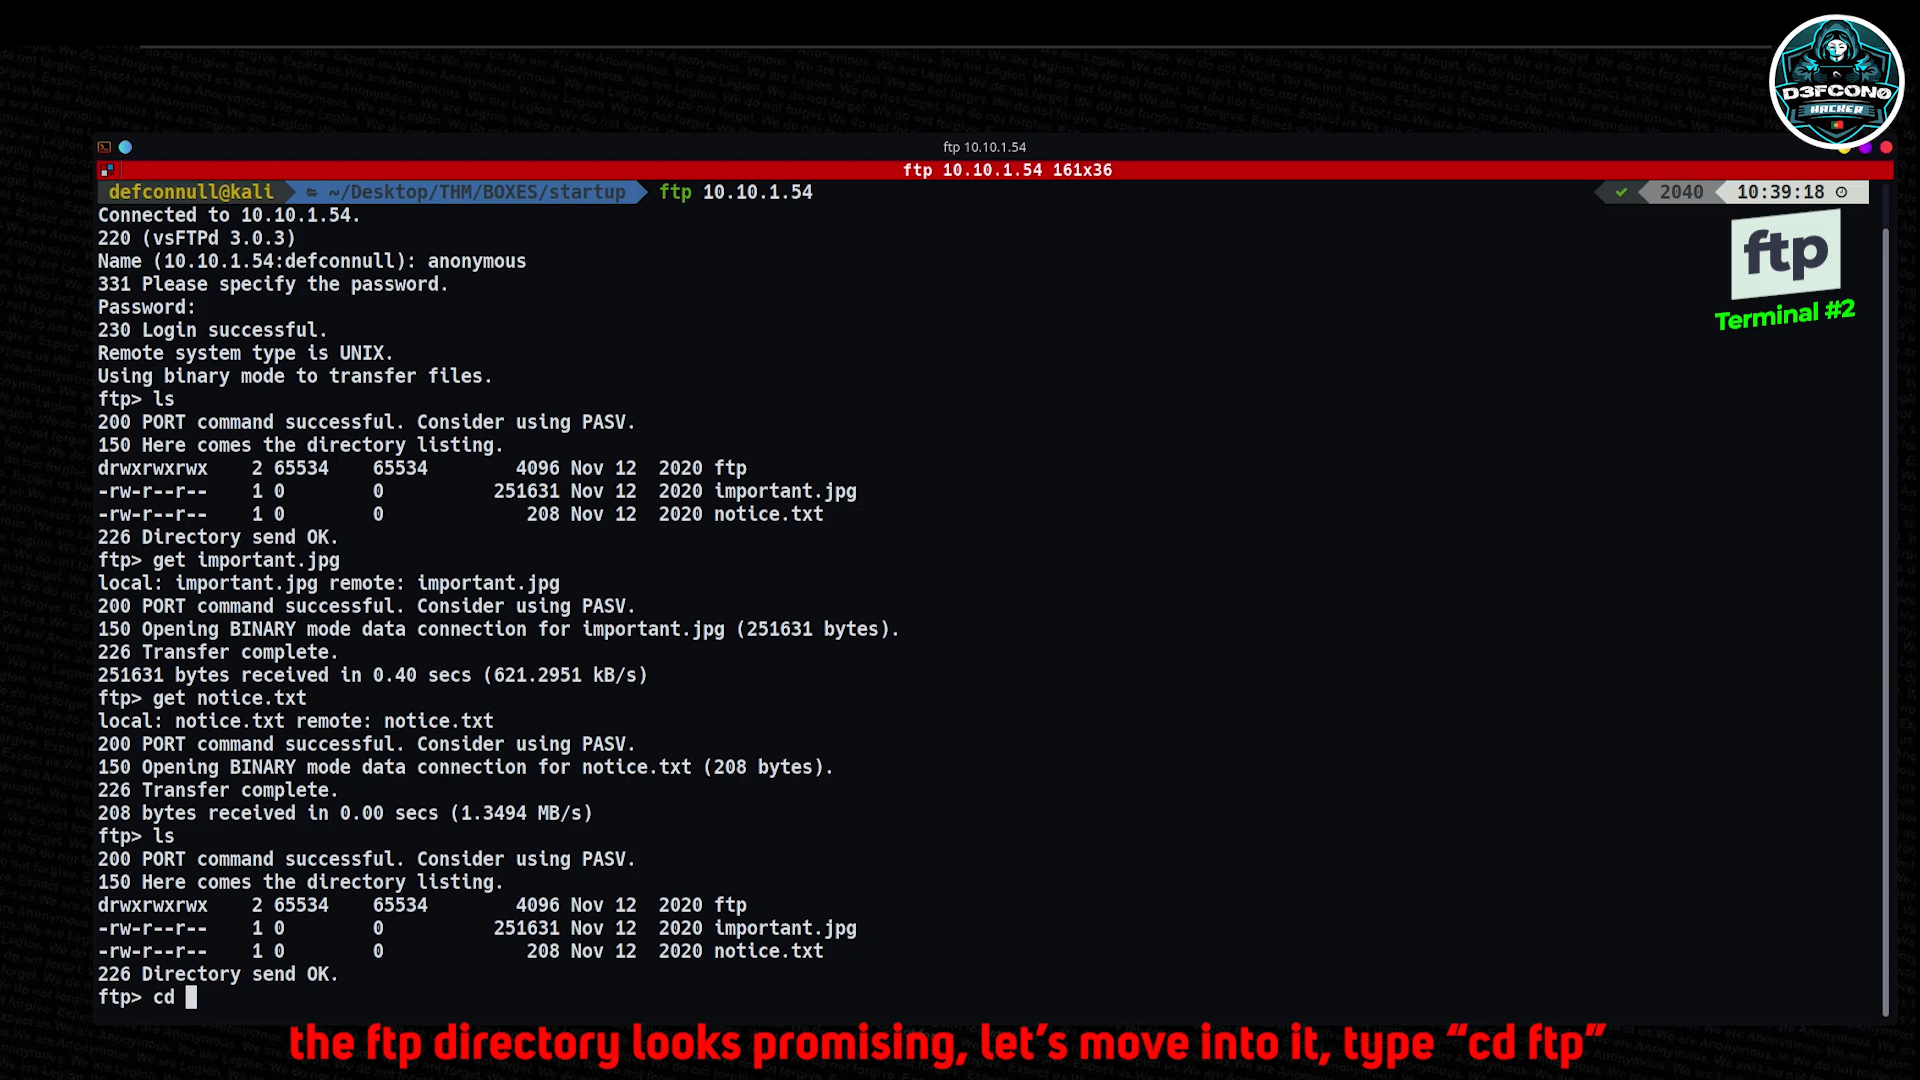 D3FCON0
HACKER
ftp 10.10.1.54
ftp 10.10.1.54 161x36
defconnull@kali ~/Desktop/THM/BOXES/startup ftp 10.10.1.54 ✓ 2040 10:39:18
Connected to 10.10.1.54.
220 (vsFTPd 3.0.3)
Name (10.10.1.54:defconnull): anonymous
331 Please specify the password.
Password:
230 Login successful.
Remote system type is UNIX.
Using binary mode to transfer files.
ftp> ls
200 PORT command successful. Consider using PASV.
150 Here comes the directory listing.
drwxrwxrwx    2 65534    65534        4096 Nov 12  2020 ftp
-rw-r--r--    1 0        0          251631 Nov 12  2020 important.jpg
-rw-r--r--    1 0        0             208 Nov 12  2020 notice.txt
226 Directory send OK.
ftp> get important.jpg
local: important.jpg remote: important.jpg
200 PORT command successful. Consider using PASV.
150 Opening BINARY mode data connection for important.jpg (251631 bytes).
226 Transfer complete.
251631 bytes received in 0.40 secs (621.2951 kB/s)
ftp> get notice.txt
local: notice.txt remote: notice.txt
200 PORT command successful. Consider using PASV.
150 Opening BINARY mode data connection for notice.txt (208 bytes).
226 Transfer complete.
208 bytes received in 0.00 secs (1.3494 MB/s)
ftp> ls
200 PORT command successful. Consider using PASV.
150 Here comes the directory listing.
drwxrwxrwx    2 65534    65534        4096 Nov 12  2020 ftp
-rw-r--r--    1 0        0          251631 Nov 12  2020 important.jpg
-rw-r--r--    1 0        0             208 Nov 12  2020 notice.txt
226 Directory send OK.
ftp> cd
ftp
Terminal #2
the ftp directory looks promising, let’s move into it, type “cd ftp”